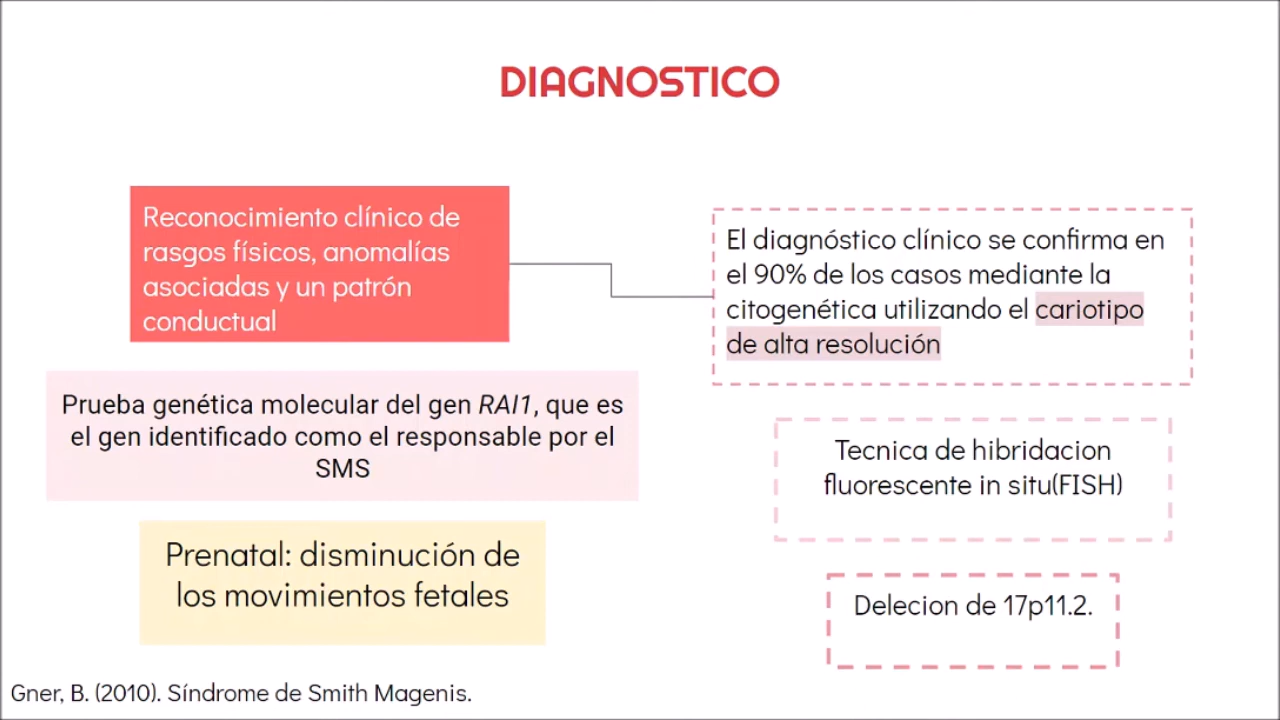 DIAGNOSTICO
Reconocimiento clínico de
rasgos físicos, anomalías
asociadas y un patrón
conductual
El diagnóstico clínico se confirma en
el 90% de los casos mediante la
citogenética utilizando el cariotipo
de alta resolución
Prueba genética molecular del gen RAI1, que es
el gen identificado como el responsable por el
SMS
Tecnica de hibridacion
fluorescente in situ(FISH)
Prenatal: disminución de
los movimientos fetales
Delecion de 17p11.2.
Gner, B. (2010). Síndrome de Smith Magenis.